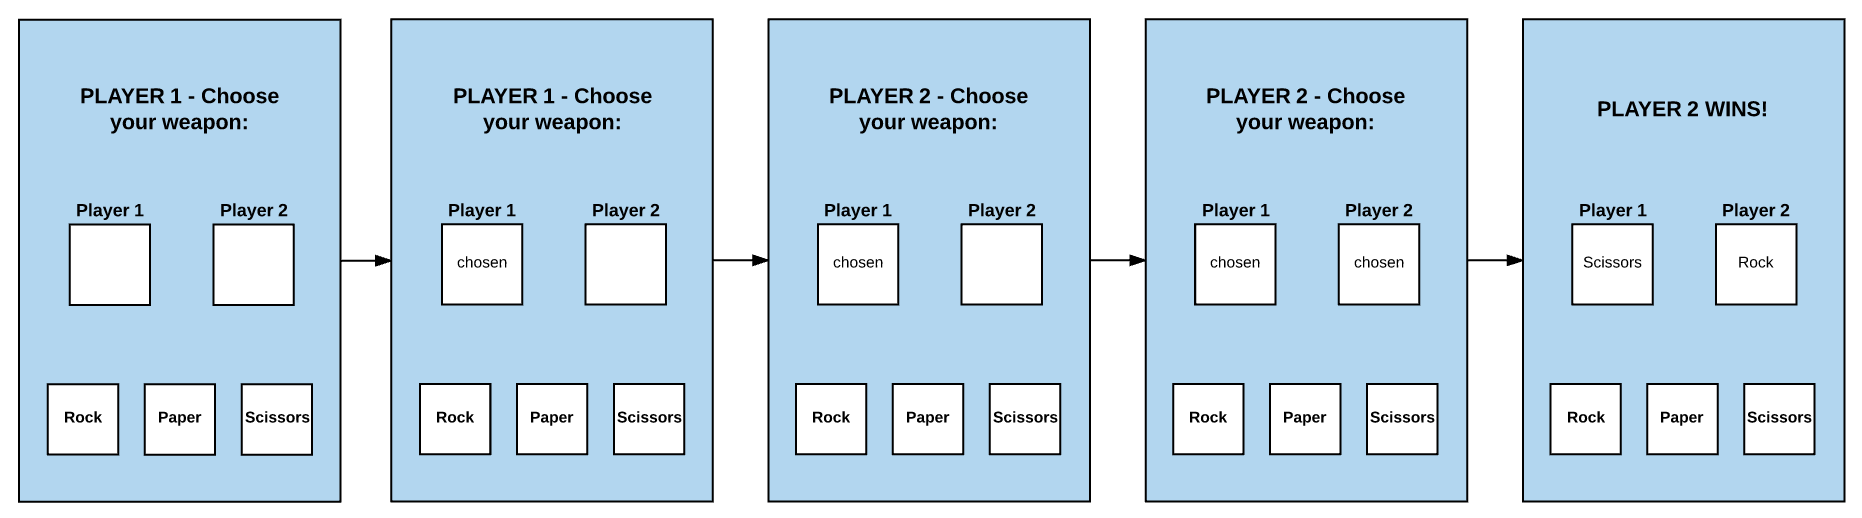 PLAYER 1 - Choose
your weapon:
Player 1 Player 2
Rock Paper Scissors
PLAYER 1 - Choose
your weapon:
Player 1 Player 2
chosen
Rock Paper Scissors
PLAYER 2 - Choose
your weapon:
Player 1 Player 2
chosen
Rock Paper Scissors
PLAYER 2 - Choose
your weapon:
Player 1 Player 2
chosen chosen
Rock Paper Scissors
PLAYER 2 WINS!
Player 1 Player 2
Scissors Rock
Rock Paper Scissors